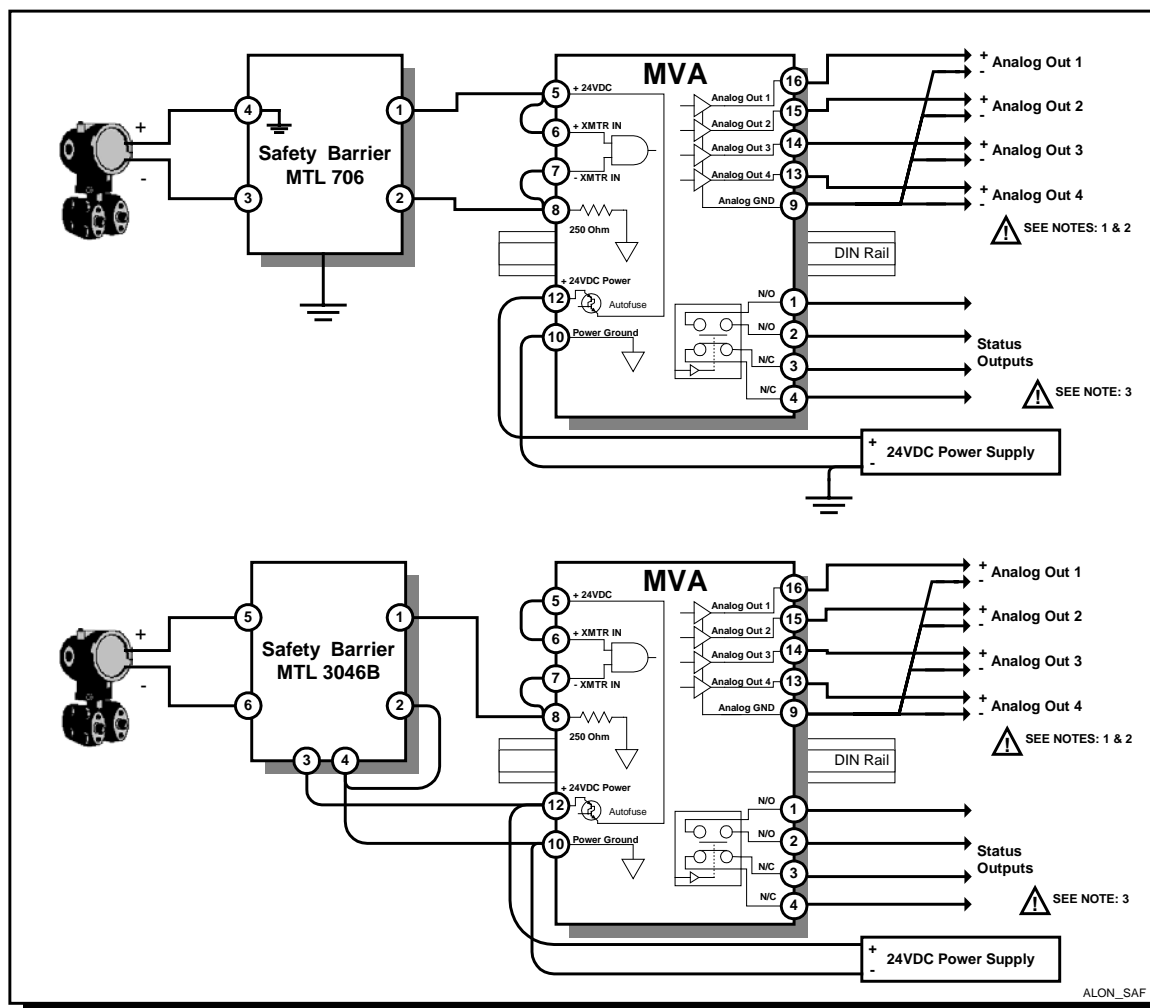 MVA
+
-
4
3
Safety Barrier
MTL 706
1
2
5
+ 24VDC
6
+ XMTR IN
7
- XMTR IN
8
250 Ohm
12
+ 24VDC Power
Autofuse
10
Power Ground
Analog Out 1
16
Analog Out 2
15
Analog Out 3
14
Analog Out 4
13
Analog GND
9
+
- Analog Out 1
+
- Analog Out 2
+
- Analog Out 3
+
- Analog Out 4
! SEE NOTES: 1 & 2
DIN Rail
N/O
1
N/O
2
N/C
3
N/C
4
Status
Outputs
! SEE NOTE: 3
+
-
24VDC Power Supply
MVA
+
-
5
6
Safety Barrier
MTL 3046B
1
2
3
4
5
+ 24VDC
6
+ XMTR IN
7
- XMTR IN
8
250 Ohm
12
+ 24VDC Power
Autofuse
10
Power Ground
Analog Out 1
16
Analog Out 2
15
Analog Out 3
14
Analog Out 4
13
Analog GND
9
+
- Analog Out 1
+
- Analog Out 2
+
- Analog Out 3
+
- Analog Out 4
! SEE NOTES: 1 & 2
DIN Rail
N/O
1
N/O
2
N/C
3
N/C
4
Status
Outputs
! SEE NOTE: 3
+
-
24VDC Power Supply
ALON_SAF